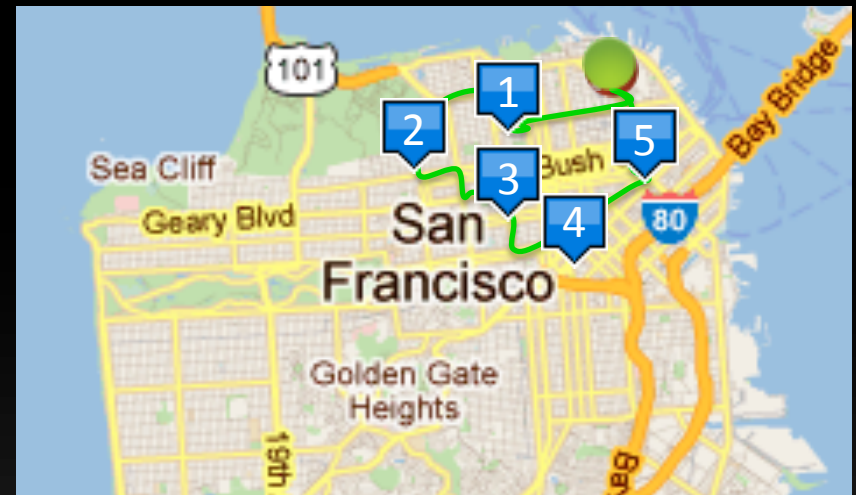 101
1
2
5
Bay Bridge
Sea Cliff
3
Bush
Geary Blvd
San
Francisco
4
80
Golden Gate
Heights
19th